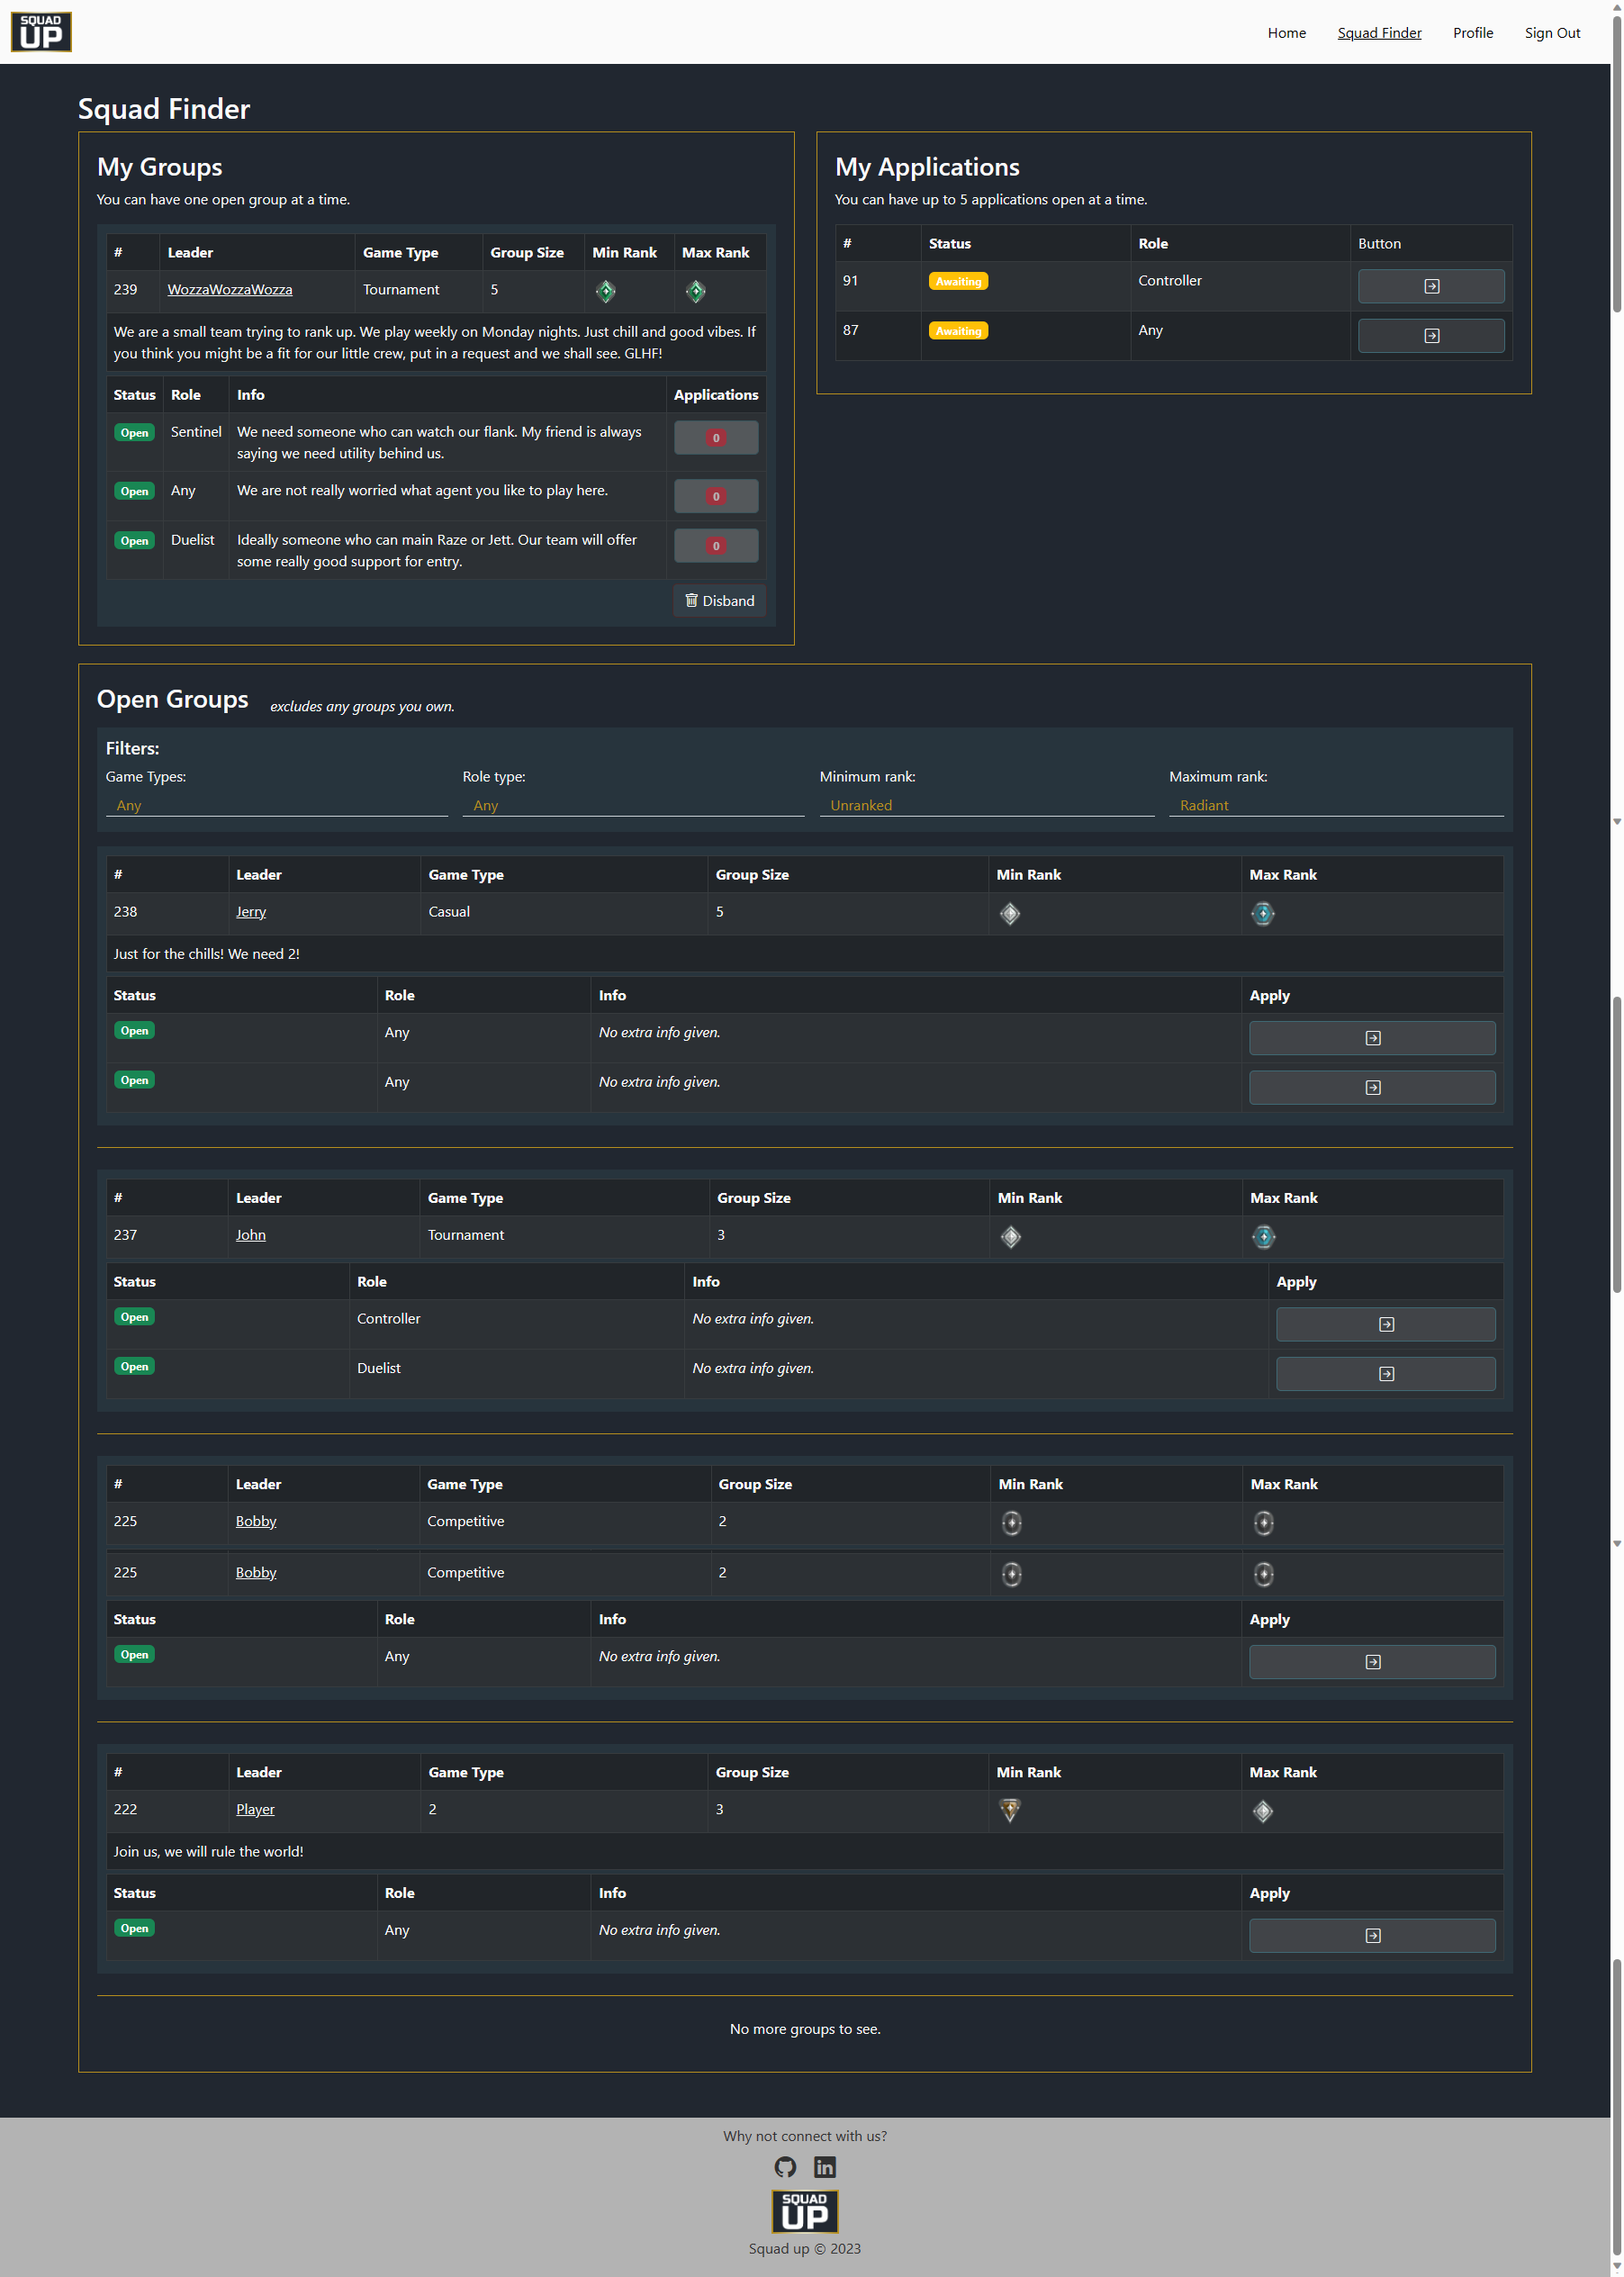 SQUAD
UP
Home Squad Finder Profile Sign Out
Squad Finder
My Groups
You can have one open group at a time.
# Leader Game Type Group Size Min Rank Max Rank
239 WozzaWozzaWozza Tournament 5
We are a small team trying to rank up. We play weekly on Monday nights. Just chill and good vibes. If
you think you might be a fit for our little crew, put in a request and we shall see. GLHF!
Status Role Info Applications
Open Sentinel We need someone who can watch our flank. My friend is always 0
saying we need utility behind us.
Open Any We are not really worried what agent you like to play here. 0
Open Duelist Ideally someone who can main Raze or Jett. Our team will offer 0
some really good support for entry.
Disband
My Applications
You can have up to 5 applications open at a time.
# Status Role Button
91 Awaiting Controller
87 Awaiting Any
Open Groups excludes any groups you own.
Filters:
Game Types: Role type: Minimum rank: Maximum rank:
Any Any Unranked Radiant
# Leader Game Type Group Size Min Rank Max Rank
238 Jerry Casual 5
Just for the chills! We need 2!
Status Role Info Apply
Open Any No extra info given.
Open Any No extra info given.
# Leader Game Type Group Size Min Rank Max Rank
237 John Tournament 3
Status Role Info Apply
Open Controller No extra info given.
Open Duelist No extra info given.
# Leader Game Type Group Size Min Rank Max Rank
225 Bobby Competitive 2
225 Bobby Competitive 2
Status Role Info Apply
Open Any No extra info given.
# Leader Game Type Group Size Min Rank Max Rank
222 Player 2 3
Join us, we will rule the world!
Status Role Info Apply
Open Any No extra info given.
No more groups to see.
Why not connect with us?
in
SQUAD
UP
Squad up © 2023